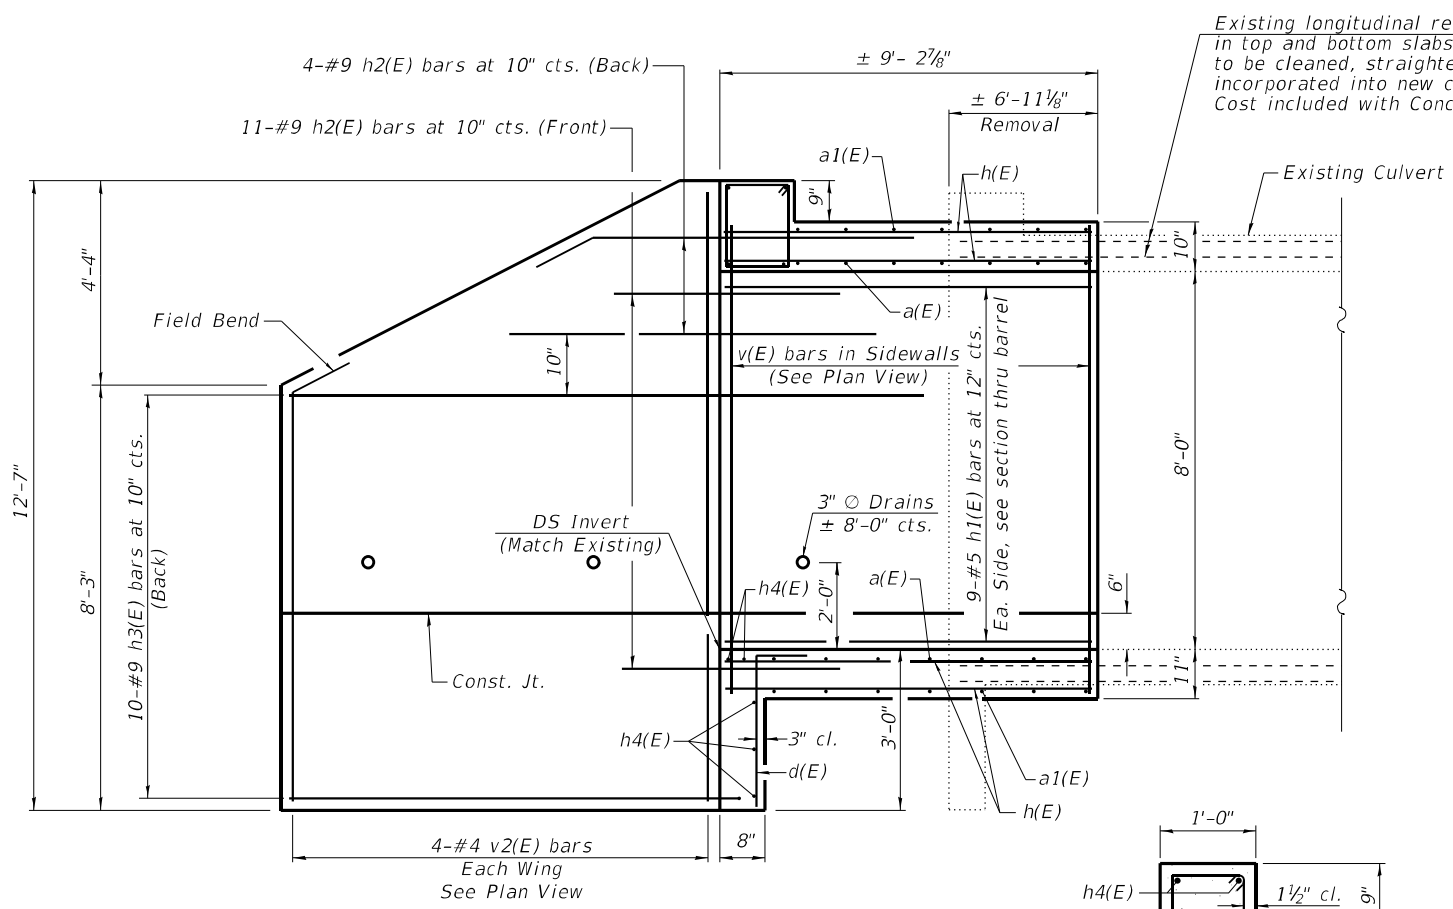 Existing longitudinal re
in top and bottom slabs
to be cleaned, straighte
incorporated into new c
Cost included with Conc
4-#9 h2(E) bars at 10" cts. (Back)
± 9'- 2⅞"
± 6'-11⅛"
Removal
11-#9 h2(E) bars at 10" cts. (Front)
a1(E)
h(E)
Existing Culvert
9"
10"
4'-4"
Field Bend
a(E)
10"
v(E) bars in Sidewalls
(See Plan View)
9-#5 h1(E) bars at 12" cts.
Ea. Side, see section thru barrel
8'-0"
12'-7"
10-#9 h3(E) bars at 10" cts.
(Back)
8'-3"
DS Invert
(Match Existing)
3" ∅ Drains
± 8'-0" cts.
h4(E)
2'-0"
a(E)
6"
11"
Const. Jt.
h4(E)
3" cl.
d(E)
3'-0"
a1(E)
h(E)
4-#4 v2(E) bars
Each Wing
See Plan View
8"
1'-0"
h4(E)
1½" cl.
9"